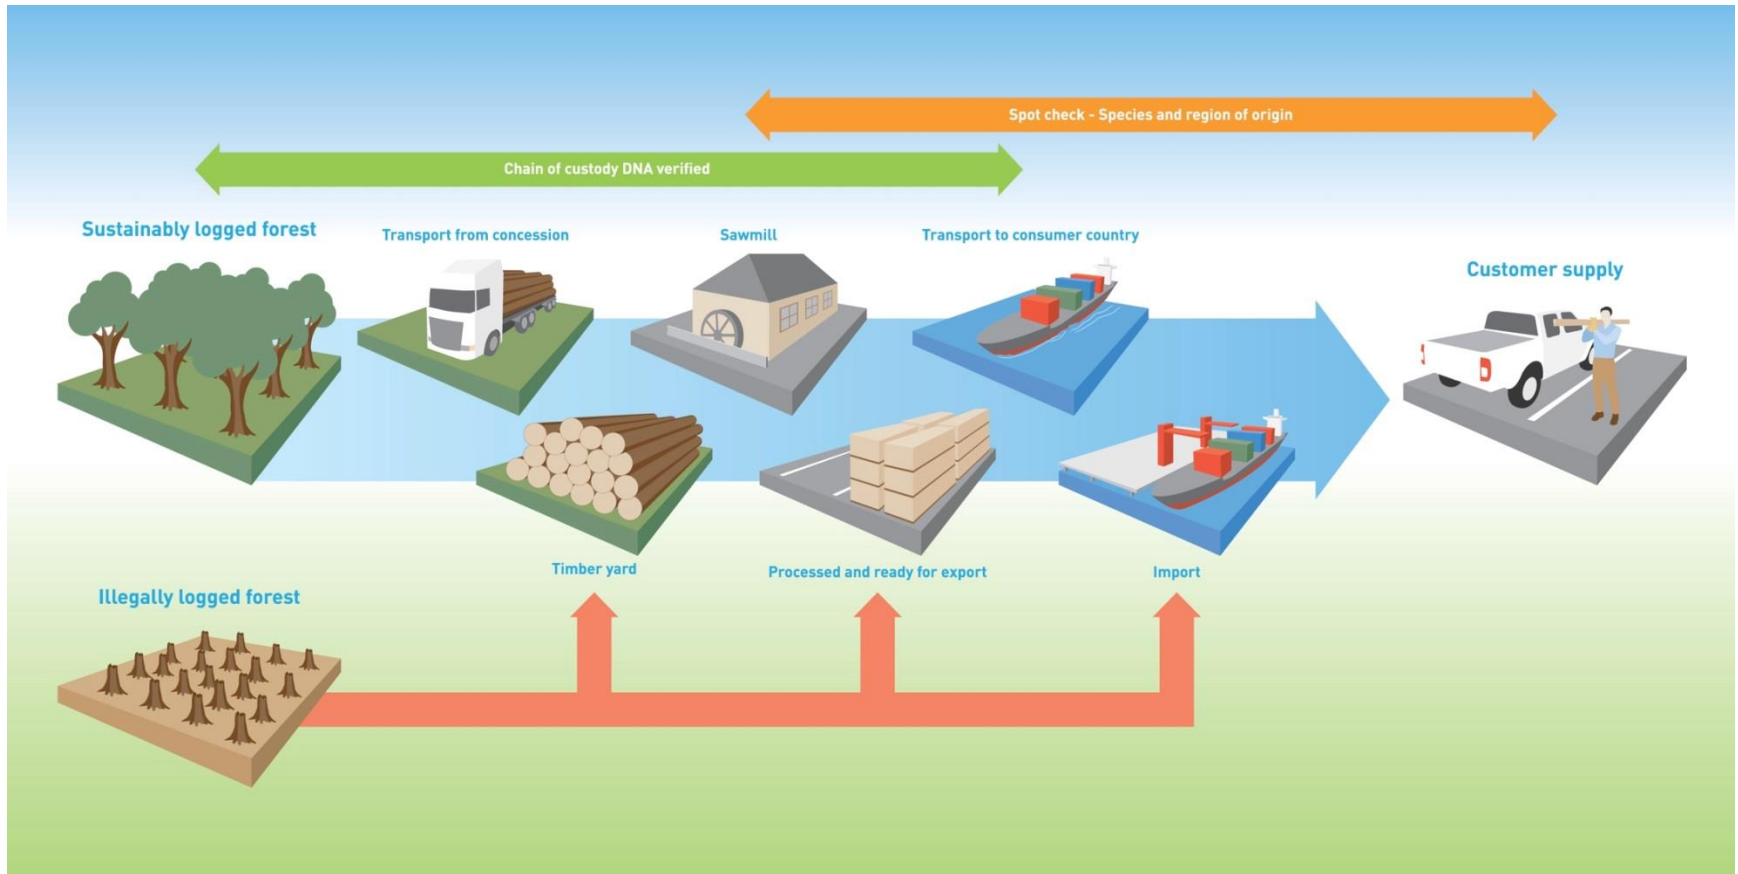 Spot check - Species and region of origin
Chain of custody DNA verified
Sustainably logged forest
Transport from concession
Sawmill
Transport to consumer country
Customer supply
Timber yard
Processed and ready for export
Import
Illegally logged forest